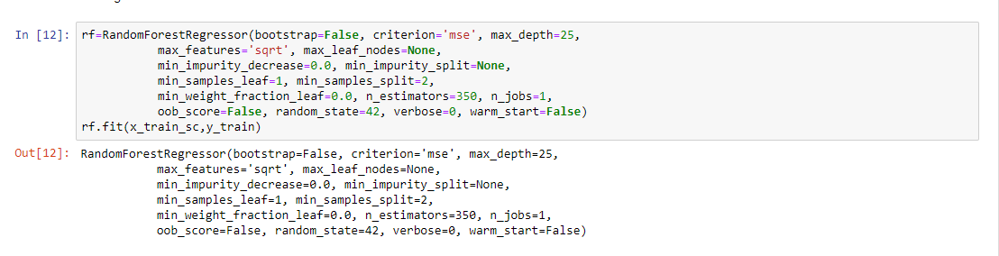 In [12]: rf=RandomForestRegressor(bootstrap=False, criterion='mse', max_depth=25,
max_features='sqrt', max_leaf_nodes=None,
min_impurity_decrease=0.0, min_impurity_split=None,
min_samples_leaf=1, min_samples_split=2,
min_weight_fraction_leaf=0.0, n_estimators=350, n_jobs=1,
oob_score=False, random_state=42, verbose=0, warm_start=False)
rf.fit(x_train_sc,y_train)
Out[12]: RandomForestRegressor(bootstrap=False, criterion='mse', max_depth=25,
max_features='sqrt', max_leaf_nodes=None,
min_impurity_decrease=0.0, min_impurity_split=None,
min_samples_leaf=1, min_samples_split=2,
min_weight_fraction_leaf=0.0, n_estimators=350, n_jobs=1,
oob_score=False, random_state=42, verbose=0, warm_start=False)